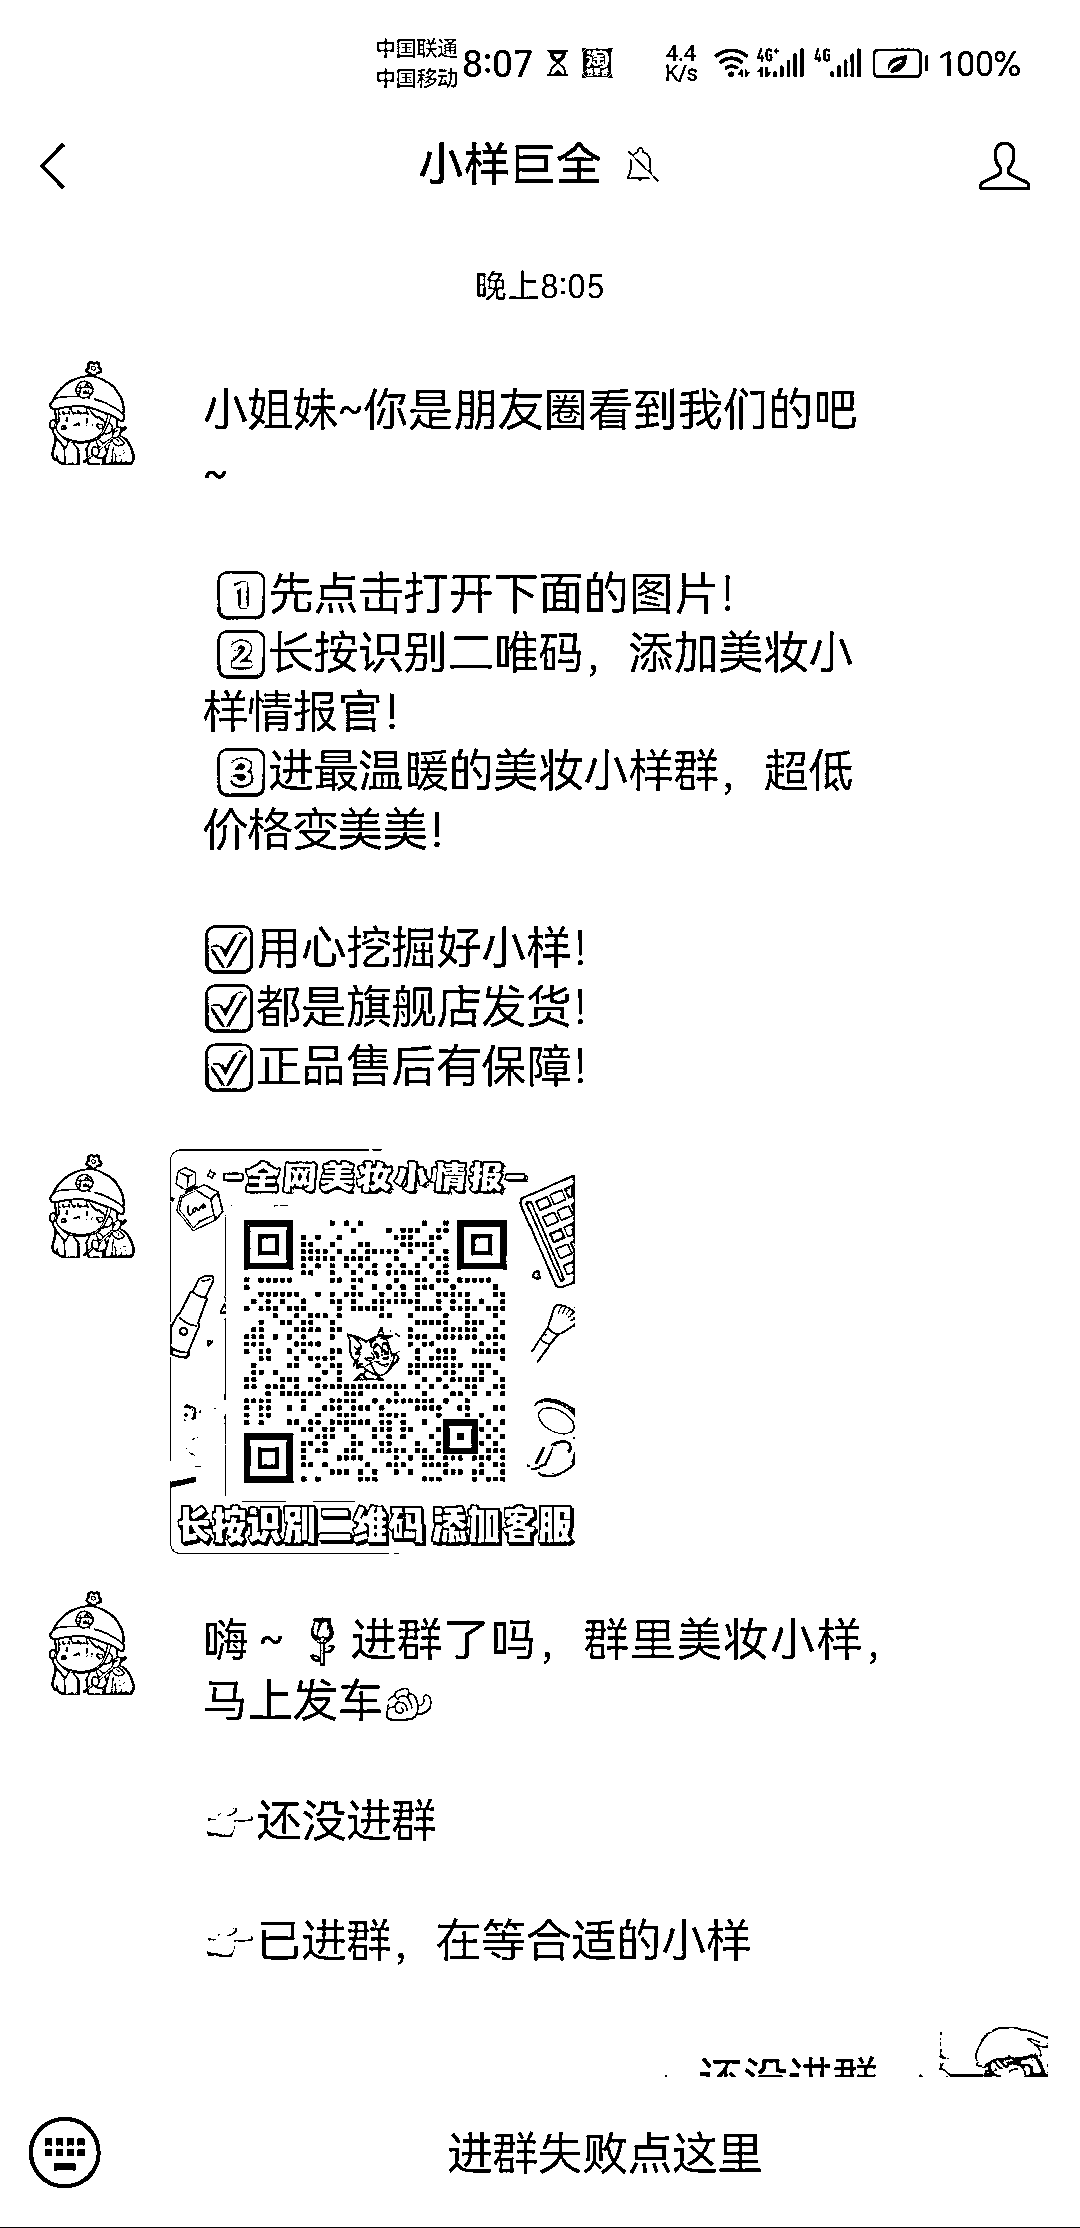 中国联通
中国移动
8:07
4.4
K/s
4G+
4G
100%
小样巨全
晚上8:05
小姐妹~你是朋友圈看到我们的吧
~
1先点击打开下面的图片!
2长按识别二唯码，添加美妆小
样情报官!
3进最温暖的美妆小样群，超低
价格变美美!
✅用心挖掘好小样!
✅都是旗舰店发货!
✅正品售后有保障!
-全网美妆小情报-
Love
长按识别二维码 添加客服
嗨~🌹进群了吗，群里美妆小样，
马上发车
👉还没进群
👉已进群，在等合适的小样
还没进群
进群失败点这里